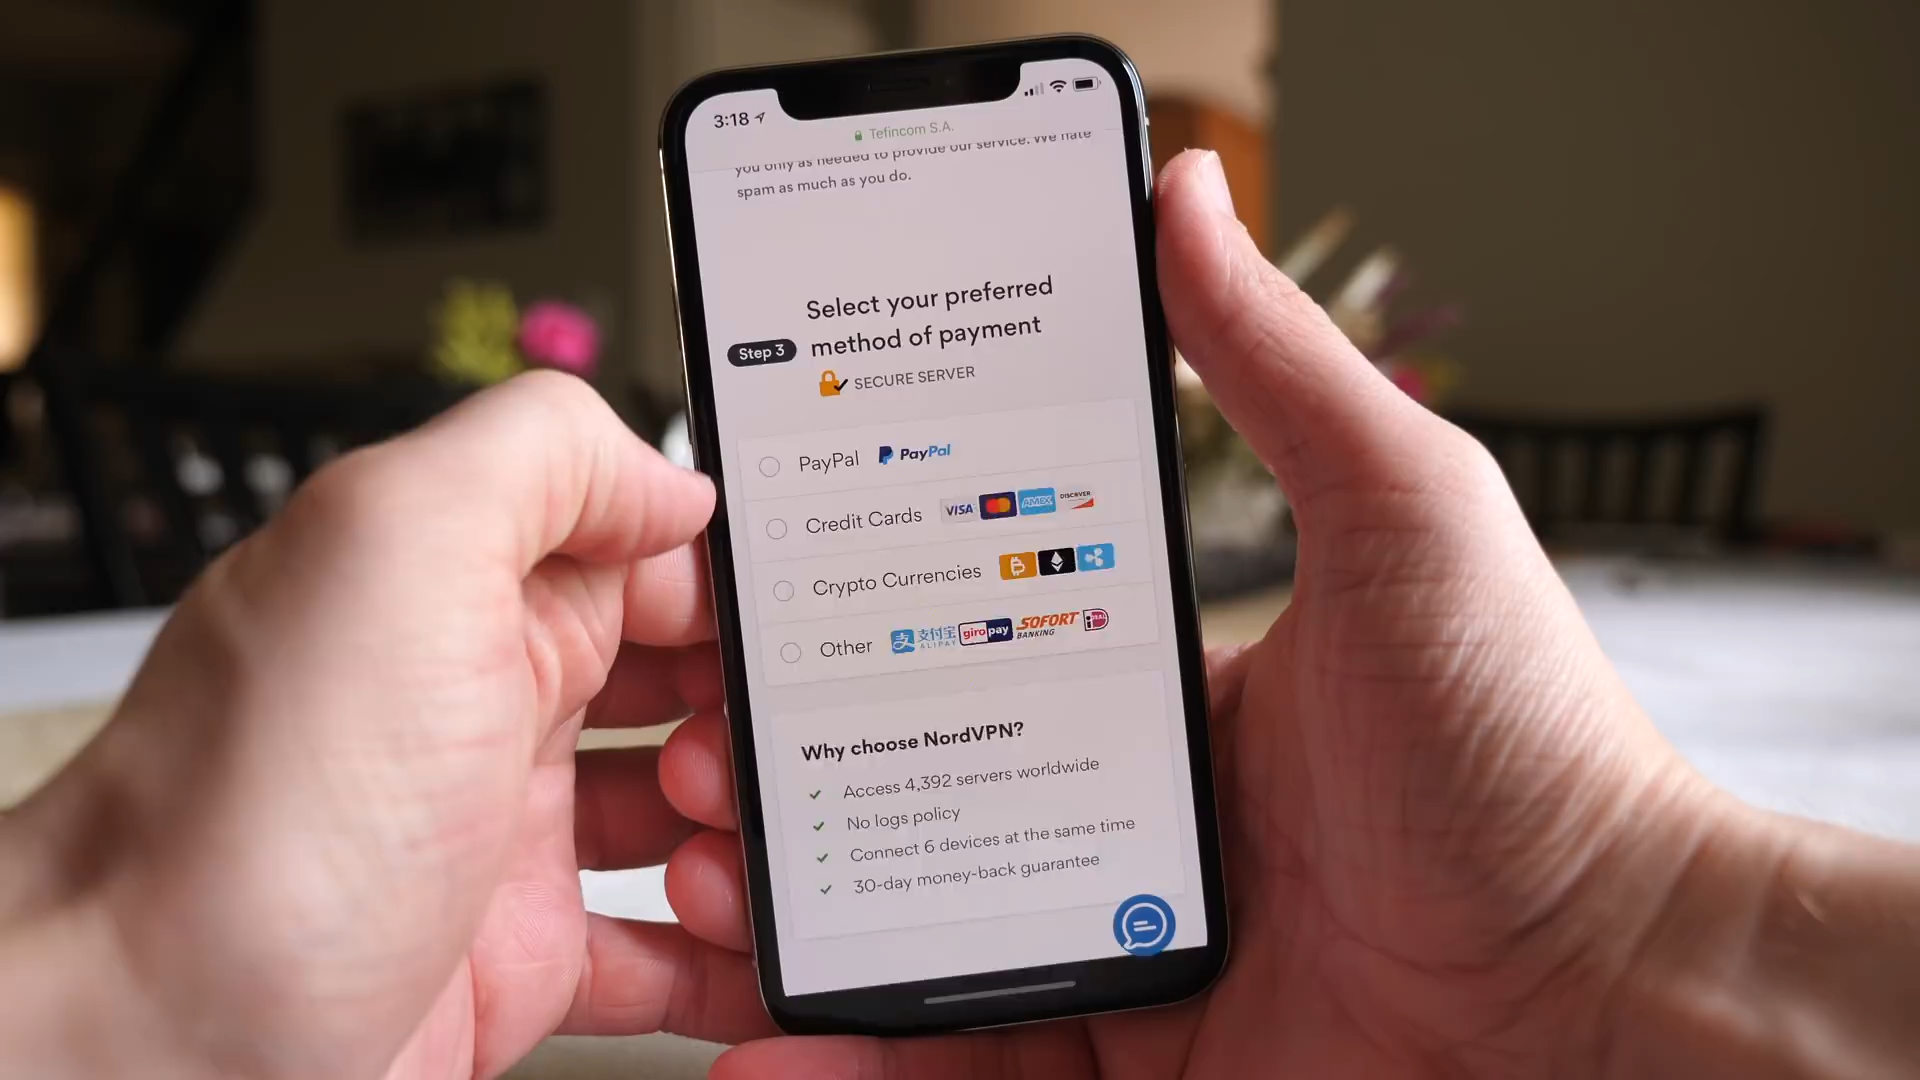 3:18
Tefincom S.A.
you only as needed to provide our service. We hate
spam as much as you do.
Select your preferred
Step 3 method of payment
SECURE SERVER
PayPal PayPal
Credit Cards VISA AMEX DISCOVER
Crypto Currencies
Other 支付宝 ALIPAY giropay SOFORT BANKING iDEAL
Why choose NordVPN?
Access 4,392 servers worldwide
No logs policy
Connect 6 devices at the same time
30-day money-back guarantee